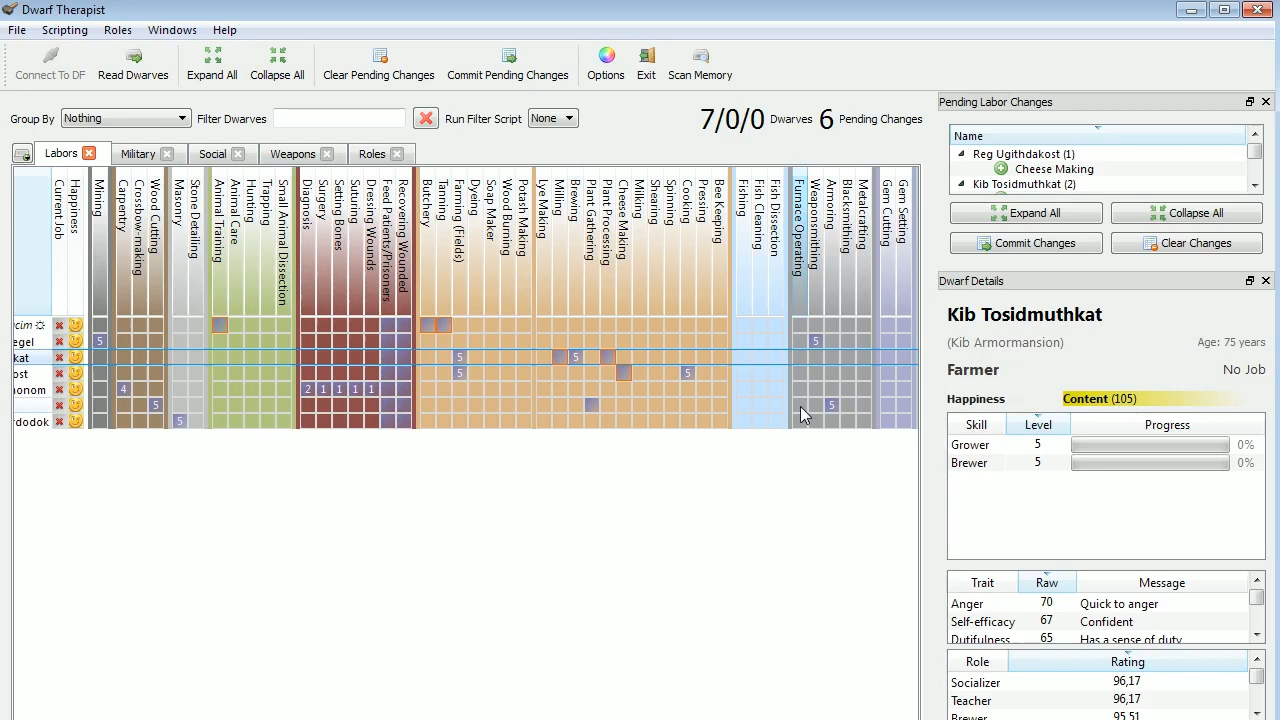 Dwarf Therapist
File Scripting Roles Windows Help
Connect To DF Read Dwarves Expand All Collapse All Clear Pending Changes Commit Pending Changes Options Exit Scan Memory
Group By Nothing Filter Dwarves Run Filter Script None 7/0/0 Dwarves 6 Pending Changes
Labors Military Social Weapons Roles
Current Job
Happiness
Mining
Carpentry
Crossbow-making
Wood Cutting
Masonry
Stone Detailing
Animal Training
Animal Care
Hunting
Trapping
Small Animal Dissection
Diagnosis
Surgery
Setting Bones
Suturing
Dressing Wounds
Feed Patients/Prisoners
Recovering Wounded
Butchery
Tanning
Farming (Fields)
Dyeing
Soap Maker
Wood Burning
Potash Making
Lye Making
Milling
Brewing
Plant Gathering
Plant Processing
Cheese Making
Milking
Shearing
Spinning
Cooking
Pressing
Bee Keeping
Fishing
Fish Cleaning
Fish Dissection
Furnace Operating
Weaponsmithing
Armoring
Blacksmithing
Metalcrafting
Gem Cutting
Gem Setting
cim
egel 5 5
kat 5 5
ost 5 5
onom 4 2 1 1 1 1
5 5
rdodok 5
Pending Labor Changes
Name
Reg Ugithdakost (1)
Cheese Making
Kib Tosidmuthkat (2)
Expand All Collapse All
Commit Changes Clear Changes
Dwarf Details
Kib Tosidmuthkat
(Kib Armormansion) Age: 75 years
Farmer No Job
Happiness Content (105)
Skill Level Progress
Grower 5 0%
Brewer 5 0%
Trait Raw Message
Anger 70 Quick to anger
Self-efficacy 67 Confident
Dutifulness 65 Has a sense of duty
Role Rating
Socializer 96,17
Teacher 96,17
Brewer 95,51